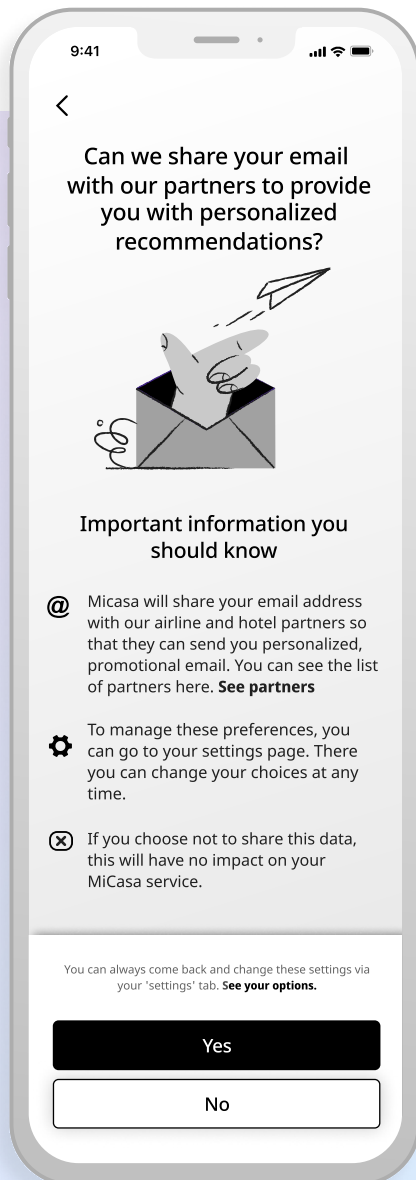 9:41
Can we share your email
with our partners to provide
you with personalized
recommendations?
Important information you
should know
@ Micasa will share your email address
with our airline and hotel partners so
that they can send you personalized,
promotional email. You can see the list
of partners here. See partners
To manage these preferences, you
can go to your settings page. There
you can change your choices at any
time.
If you choose not to share this data,
this will have no impact on your
MiCasa service.
You can always come back and change these settings via
your 'settings' tab. See your options.
Yes
No